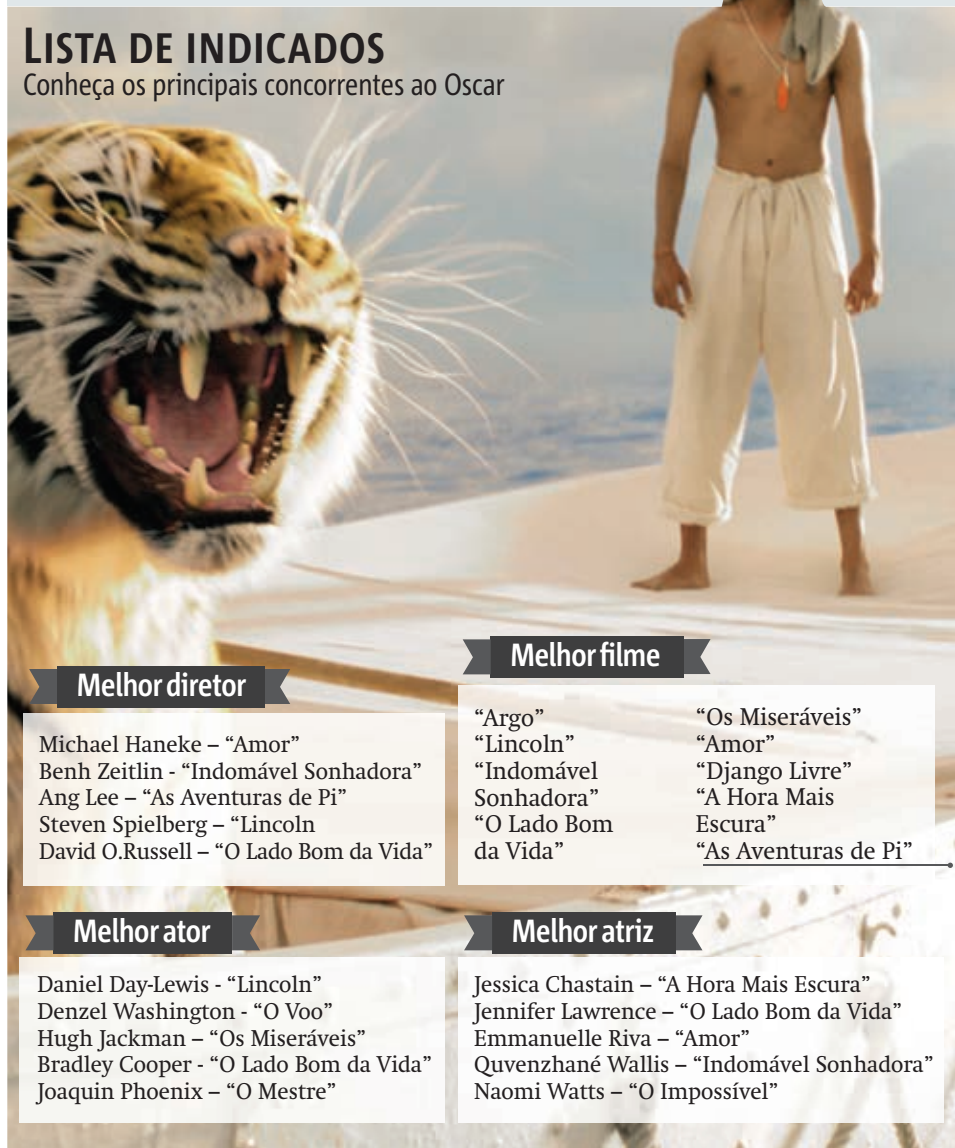 LISTA DE INDICADOS
Conheça os principais concorrentes ao Oscar
Melhor diretor
Michael Haneke – “Amor”
Benh Zeitlin - “Indomável Sonhadora”
Ang Lee – “As Aventuras de Pi”
Steven Spielberg – “Lincoln
David O.Russell – “O Lado Bom da Vida”
Melhor filme
“Argo”
“Lincoln”
“Indomável
Sonhadora”
“O Lado Bom
da Vida”
“Os Miseráveis”
“Amor”
“Django Livre”
“A Hora Mais
Escura”
“As Aventuras de Pi”
Melhor ator
Daniel Day-Lewis - “Lincoln”
Denzel Washington - “O Voo”
Hugh Jackman – “Os Miseráveis”
Bradley Cooper - “O Lado Bom da Vida”
Joaquin Phoenix – “O Mestre”
Melhor atriz
Jessica Chastain – “A Hora Mais Escura”
Jennifer Lawrence – “O Lado Bom da Vida”
Emmanuelle Riva – “Amor”
Quvenzhané Wallis – “Indomável Sonhadora”
Naomi Watts – “O Impossível”